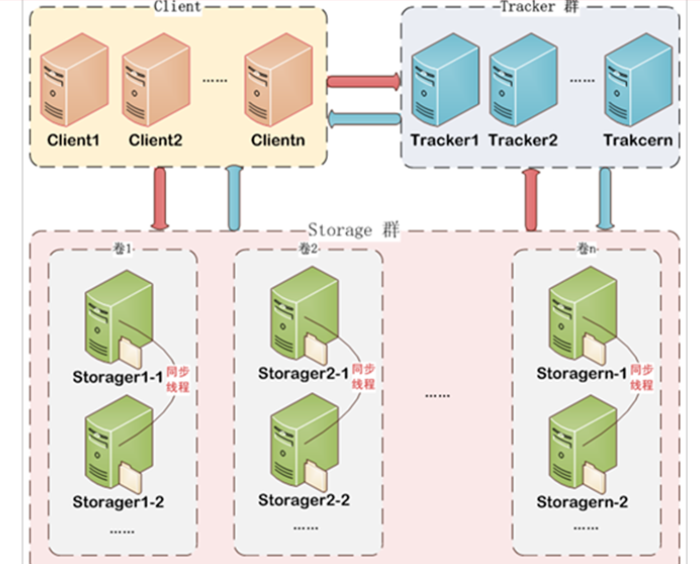 Client
Tracker 群
……
……
Client1
Client2
Clientn
Tracker1
Tracker2
Trakcern
Storage 群
卷1
卷2
卷n
Storager1-1
同步
线程
Storager2-1
同步
线程
Storagern-1
同步
线程
……
Storager1-2
Storager2-2
Storagern-2
……
……
……